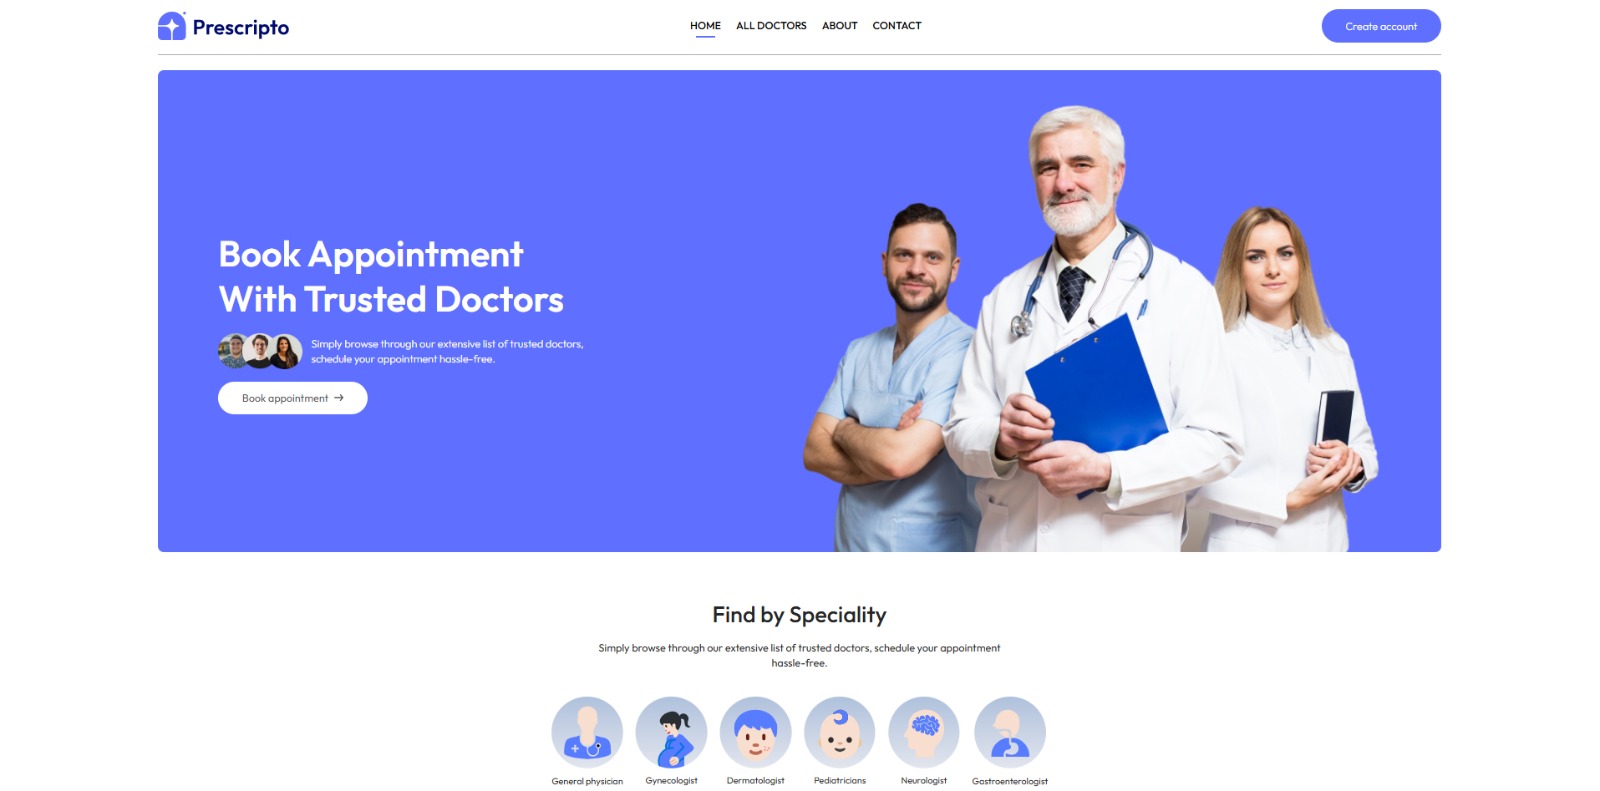 Prescripto
HOME ALL DOCTORS ABOUT CONTACT
Create account
Book Appointment
With Trusted Doctors
Simply browse through our extensive list of trusted doctors,
schedule your appointment hassle-free.
Book appointment →
Find by Speciality
Simply browse through our extensive list of trusted doctors, schedule your appointment
hassle-free.
General physician Gynecologist Dermatologist Pediatricians Neurologist Gastroenterologist